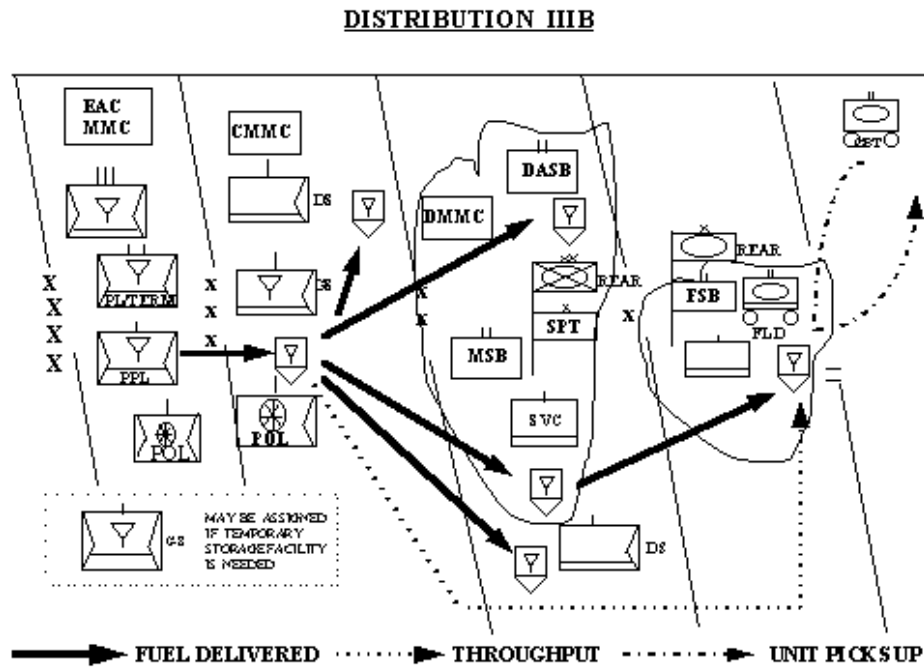 DISTRIBUTION IIIB
EAC
MMC
CMMC
DS
DASB
DMMC
CBT
REAR
REAR
X
X
X
X
PL/TERM
X
X
X
DS
X
X
XX
X
X
X
FSB
FLD
SPT
MSB
PPL
POL
POL
SVC
GS
MAY BE ASSIGNED
IF TEMPORARY
STORAGE FACILITY
IS NEEDED
DS
FUEL DELIVERED
THROUGHPUT
UNIT PICKS UP